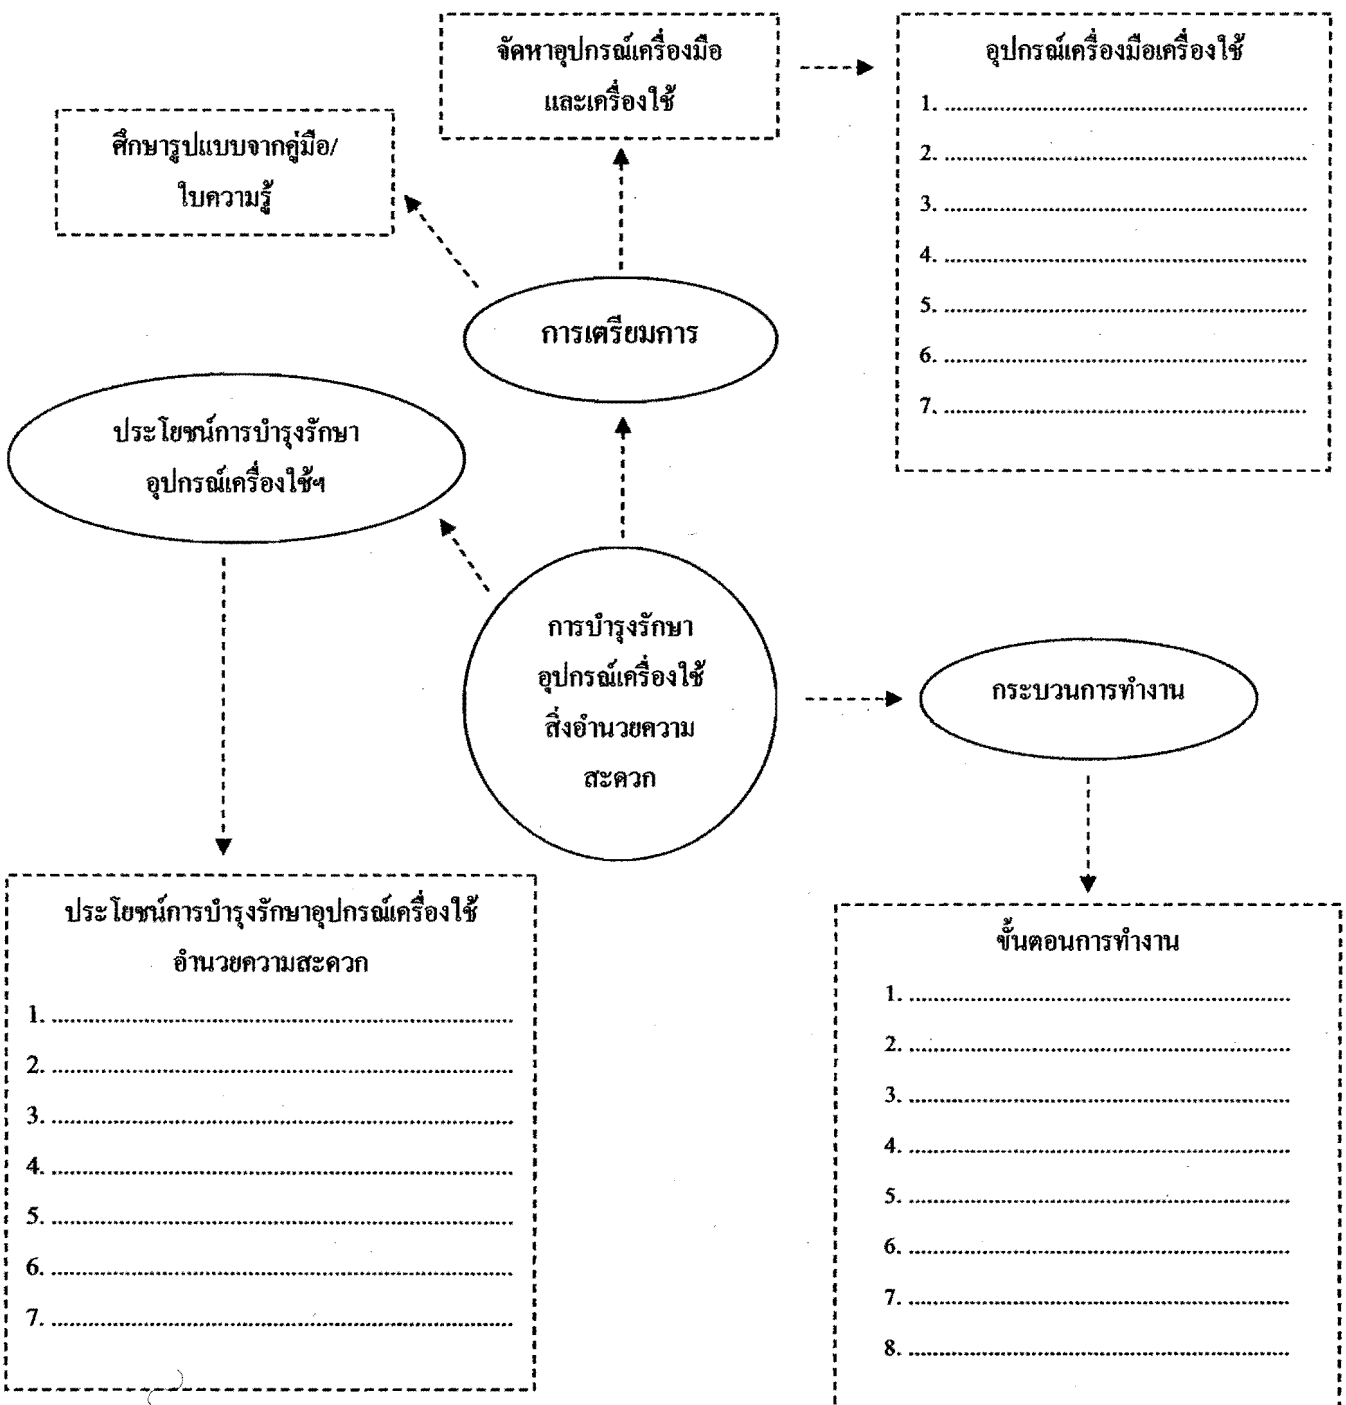 จัดหาอุปกรณ์เครื่องมือ
และเครื่องใช้
อุปกรณ์เครื่องมือเครื่องใช้
1. ........................................
2. ........................................
3. ........................................
4. ........................................
5. ........................................
6. ........................................
7. ........................................
ศึกษารูปแบบจากคู่มือ/
ใบความรู้
การเตรียมการ
ประโยชน์การบำรุงรักษา
อุปกรณ์เครื่องใช้ฯ
การบำรุงรักษา
อุปกรณ์เครื่องใช้
สิ่งอำนวยความ
สะดวก
กระบวนการทำงาน
ประโยชน์การบำรุงรักษาอุปกรณ์เครื่องใช้
อำนวยความสะดวก
1. ........................................
2. ........................................
3. ........................................
4. ........................................
5. ........................................
6. ........................................
7. ........................................
ขั้นตอนการทำงาน
1. ........................................
2. ........................................
3. ........................................
4. ........................................
5. ........................................
6. ........................................
7. ........................................
8. ........................................